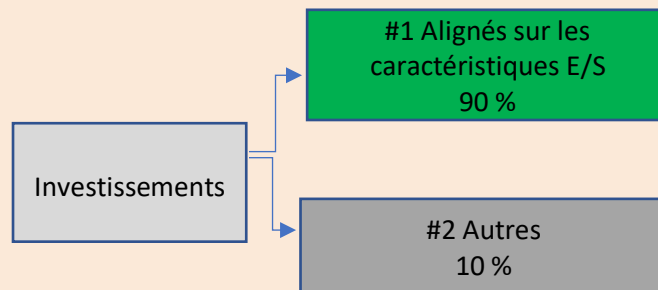 #1 Alignés sur les
caractéristiques E/S
90 %
Investissements
#2 Autres
10 %